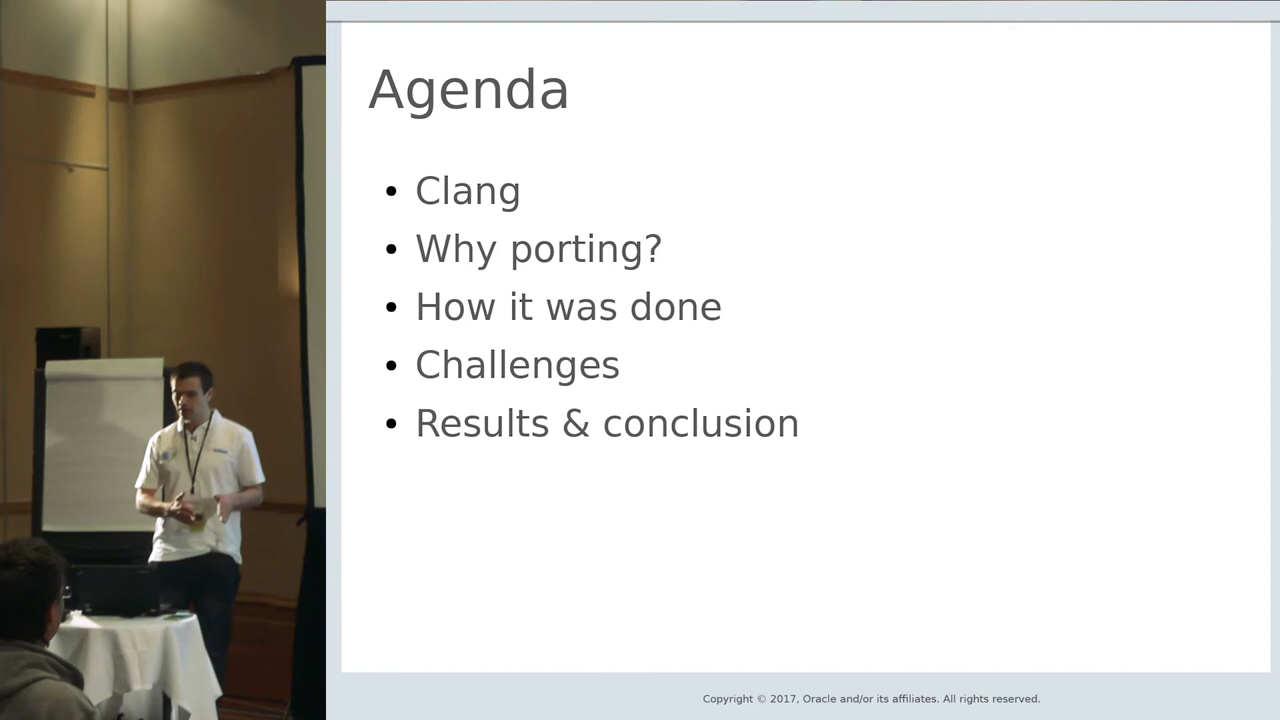 Agenda
• Clang
• Why porting?
• How it was done
• Challenges
• Results & conclusion
Copyright © 2017, Oracle and/or its affiliates. All rights reserved.